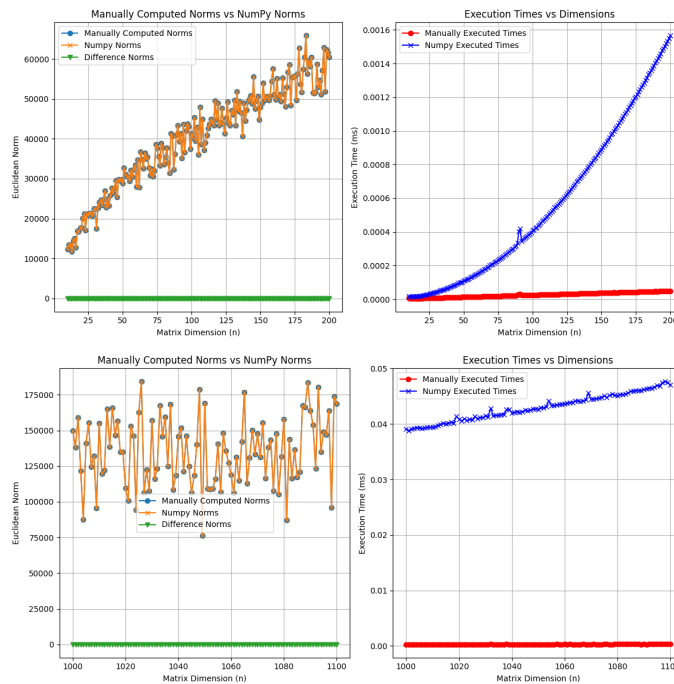 Manually Computed Norms vs NumPy Norms
Manually Computed Norms
Numpy Norms
Difference Norms
Euclidean Norm
60000
50000
40000
30000
20000
10000
0
25 50 75 100 125 150 175 200
Matrix Dimension (n)
Execution Times vs Dimensions
Manually Executed Times
Numpy Executed Times
Execution Time (ms)
0.0016
0.0014
0.0012
0.0010
0.0008
0.0006
0.0004
0.0002
0.0000
25 50 75 100 125 150 175 200
Matrix Dimension (n)
Manually Computed Norms vs NumPy Norms
Euclidean Norm
175000
150000
125000
100000
75000
50000
25000
0
Manually Computed Norms
Numpy Norms
Difference Norms
1000 1020 1040 1060 1080 1100
Matrix Dimension (n)
Execution Times vs Dimensions
Manually Executed Times
Numpy Executed Times
Execution Time (ms)
0.05
0.04
0.03
0.02
0.01
0.00
1000 1020 1040 1060 1080 1100
Matrix Dimension (n)